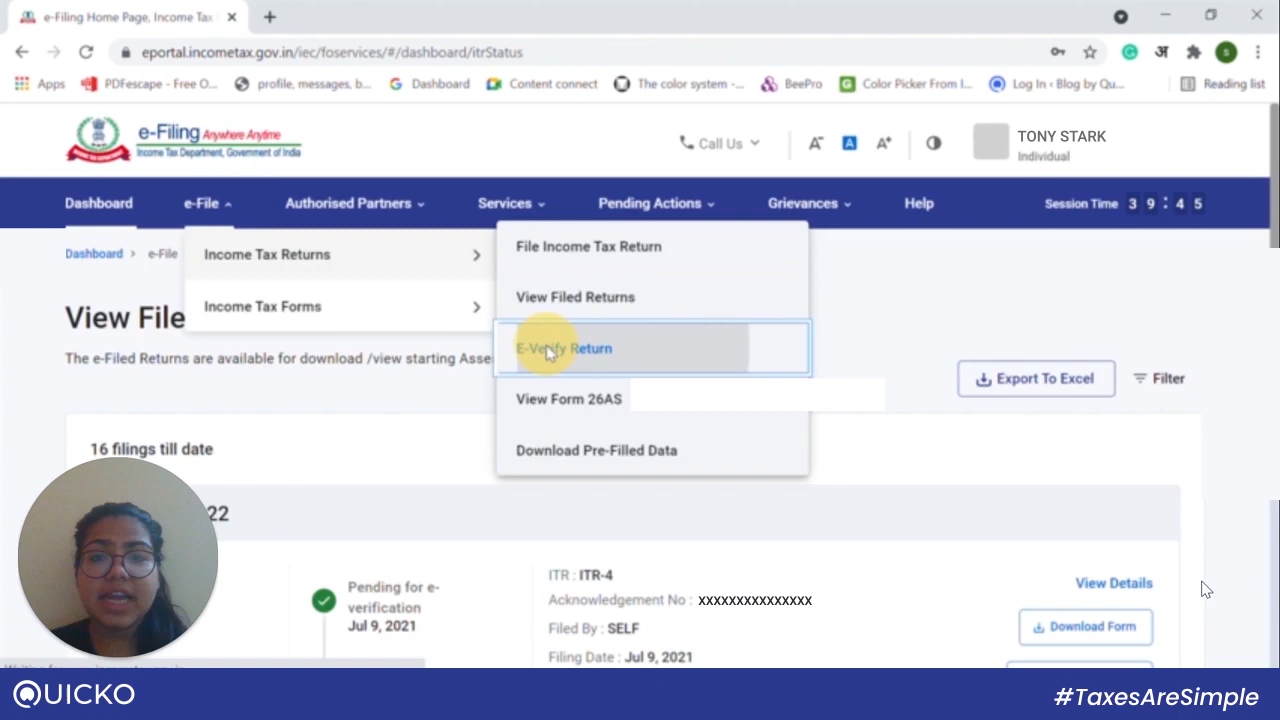 e-Filing Home Page, Income Tax
eportal.incometax.gov.in/iec/foservices/#/dashboard/itrStatus
अ
s
Apps
PDFescape - Free O...
profile, messages, b...
Dashboard
Content connect
The color system -...
BeePro
Color Picker From I...
Log In ‹ Blog by Qu...
Reading list
e-Filing Anywhere Anytime
Income Tax Department, Government of India
Call Us
A-
A
A+
TONY STARK
Individual
Dashboard
e-File
Authorised Partners
Services
Pending Actions
Grievances
Help
Session Time 3 9 : 4 5
Dashboard > e-File
Income Tax Returns
Income Tax Forms
File Income Tax Return
View Filed Returns
E-Verify Return
View Form 26AS
Download Pre-Filled Data
View File
The e-Filed Returns are available for download /view starting Asse
Export To Excel
Filter
16 filings till date
22
Pending for e-
verification
Jul 9, 2021
ITR : ITR-4
Acknowledgement No : xxxxxxxxxxxxxxx
Filed By : SELF
Filing Date : Jul 9, 2021
View Details
Download Form
QUICKO
#TaxesAreSimple